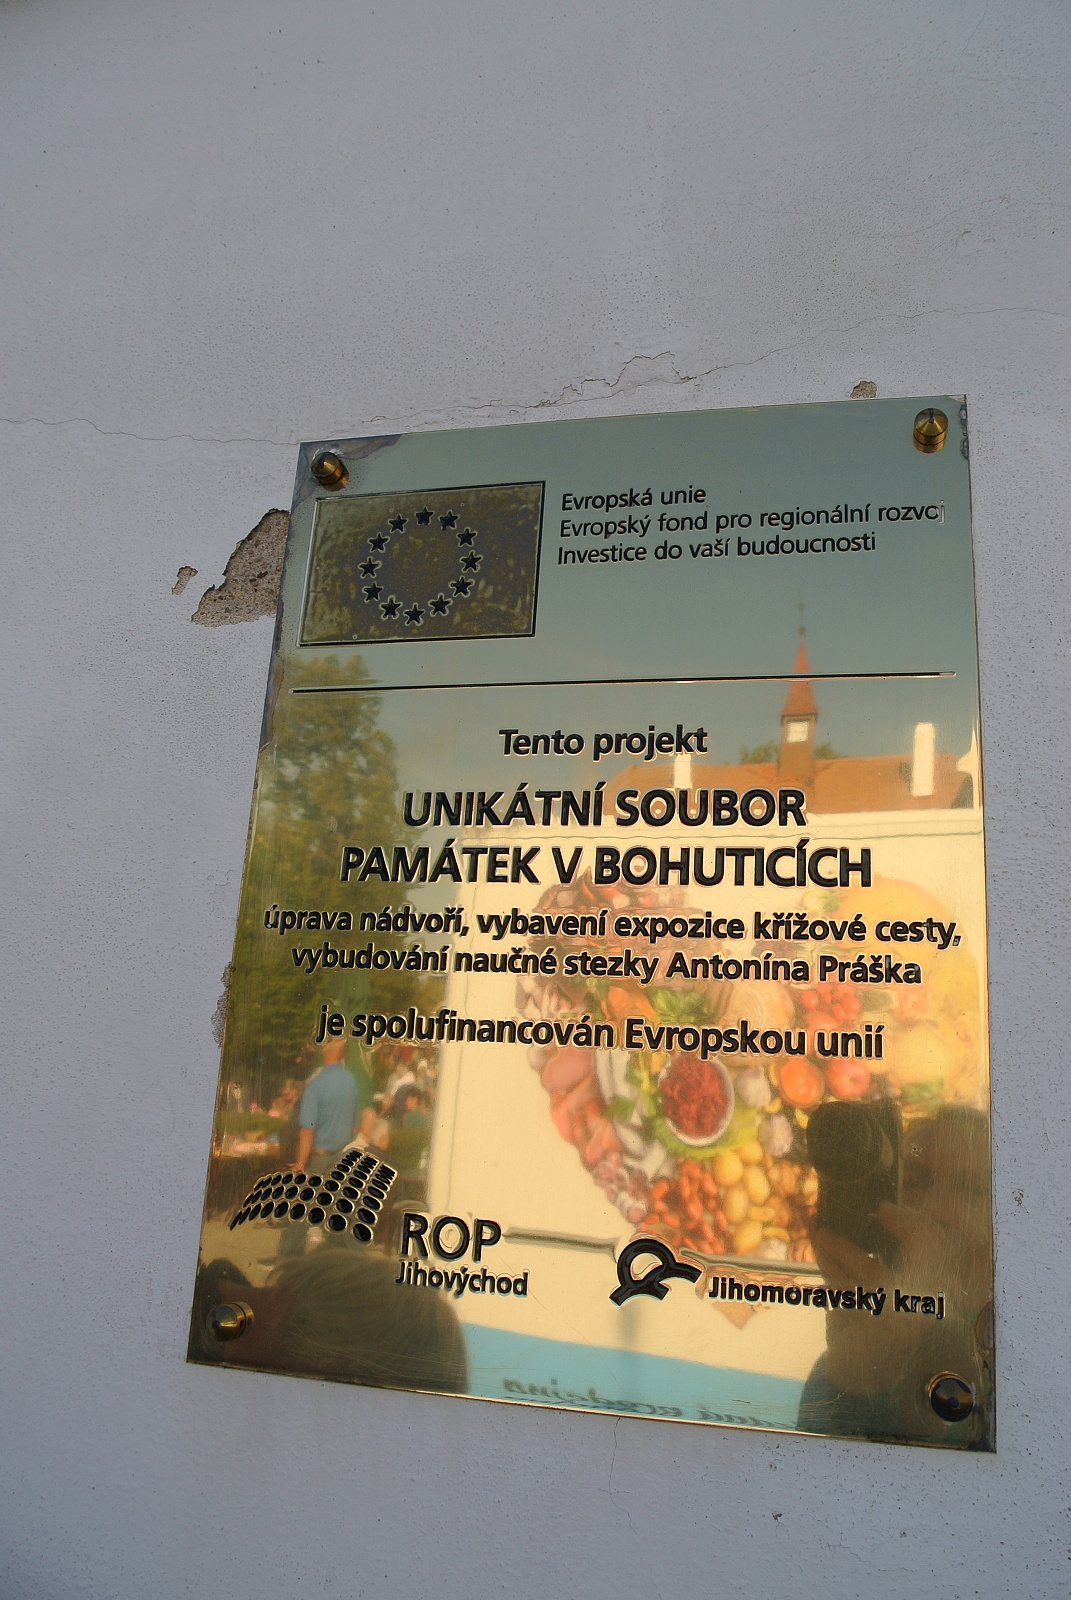 Evropská unie
Evropský fond pro regionální rozvoj
Investice do vaší budoucnosti
Tento projekt
UNIKÁTNÍ SOUBOR
PAMÁTEK V BOHUTICÍCH
úprava nádvoří, vybavení expozice křížové cesty,
vybudování naučné stezky Antonína Práška
je spolufinancován Evropskou unií
ROP
Jihovýchod
Jihomoravský kraj